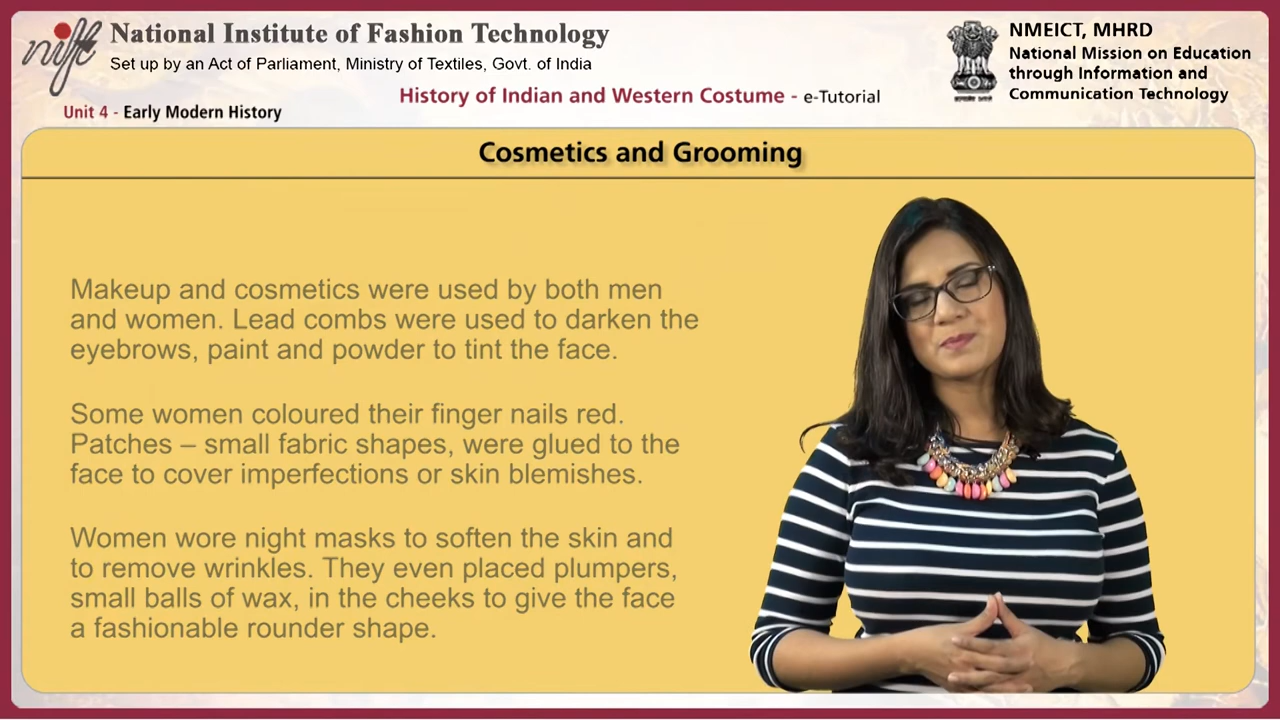 nift
National Institute of Fashion Technology
Set up by an Act of Parliament, Ministry of Textiles, Govt. of India
NMEICT, MHRD
National Mission on Education
through Information and
Communication Technology
History of Indian and Western Costume - e-Tutorial
Unit 4 - Early Modern History
Cosmetics and Grooming
Makeup and cosmetics were used by both men
and women. Lead combs were used to darken the
eyebrows, paint and powder to tint the face.
Some women coloured their finger nails red.
Patches – small fabric shapes, were glued to the
face to cover imperfections or skin blemishes.
Women wore night masks to soften the skin and
to remove wrinkles. They even placed plumpers,
small balls of wax, in the cheeks to give the face
a fashionable rounder shape.